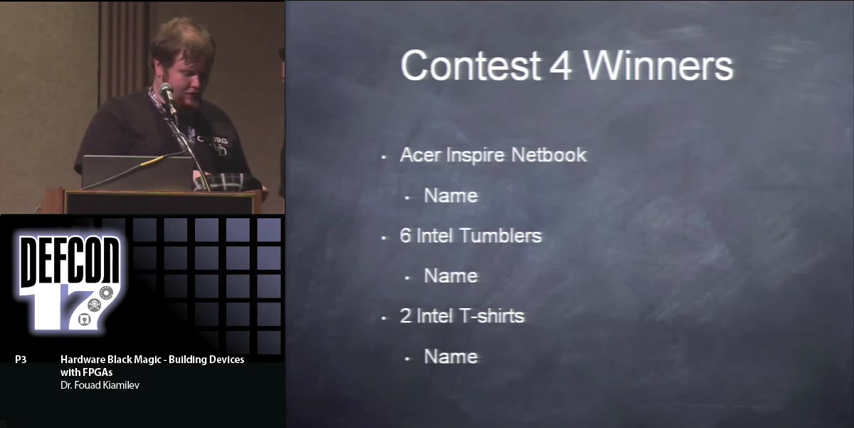 Contest 4 Winners
Acer Inspire Netbook
Name
6 Intel Tumblers
Name
2 Intel T-shirts
Name
DEFCON
17
P3
Hardware Black Magic - Building Devices
with FPGAs
Dr. Fouad Kiamilev